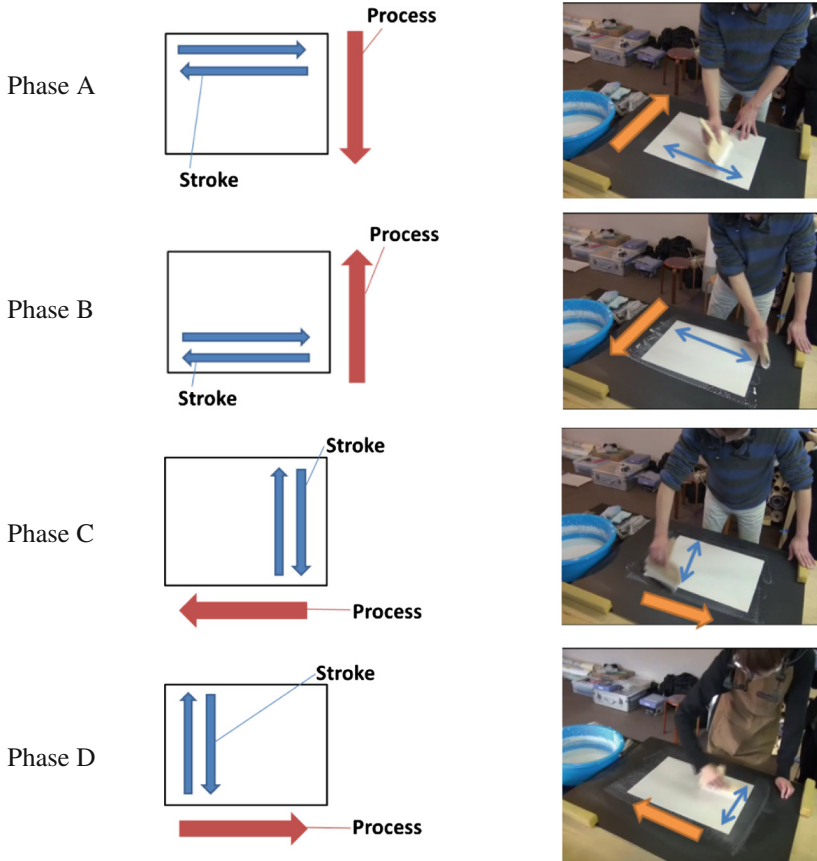 Process
Phase A
Stroke
Process
Phase B
Stroke
Stroke
Phase C
Process
Stroke
Phase D
Process